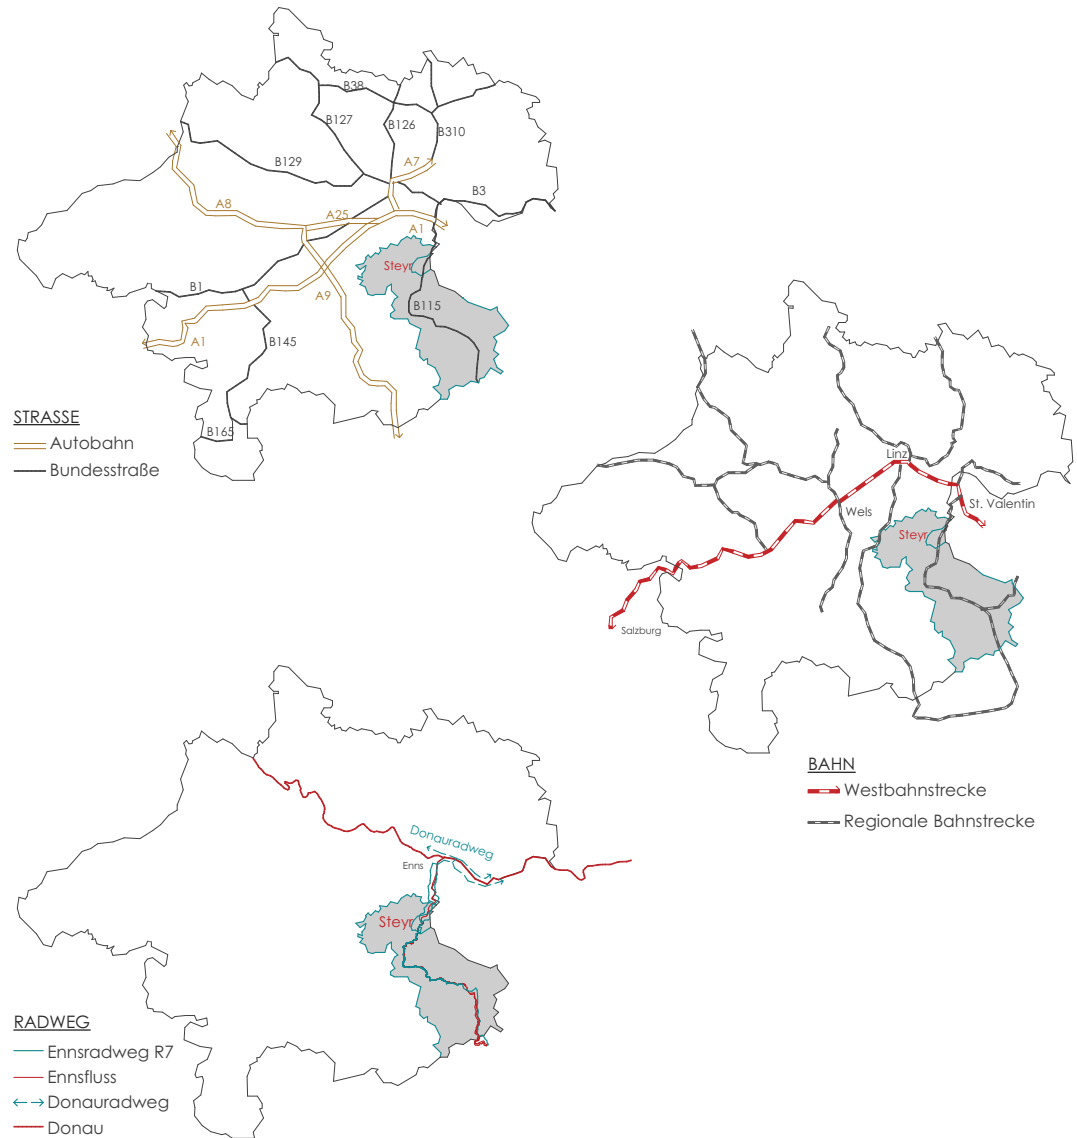 B38
B127
B126
B310
B129
A7
B3
A8
A25
A1
Steyr
B1
A9
B115
A1
B145
B165
STRASSE
Autobahn
Bundesstraße
Linz
Wels
St. Valentin
Steyr
Salzburg
BAHN
Westbahnstrecke
Regionale Bahnstrecke
Donauradweg
Enns
Steyr
RADWEG
Ennsradweg R7
Ennsfluss
Donauradweg
Donau